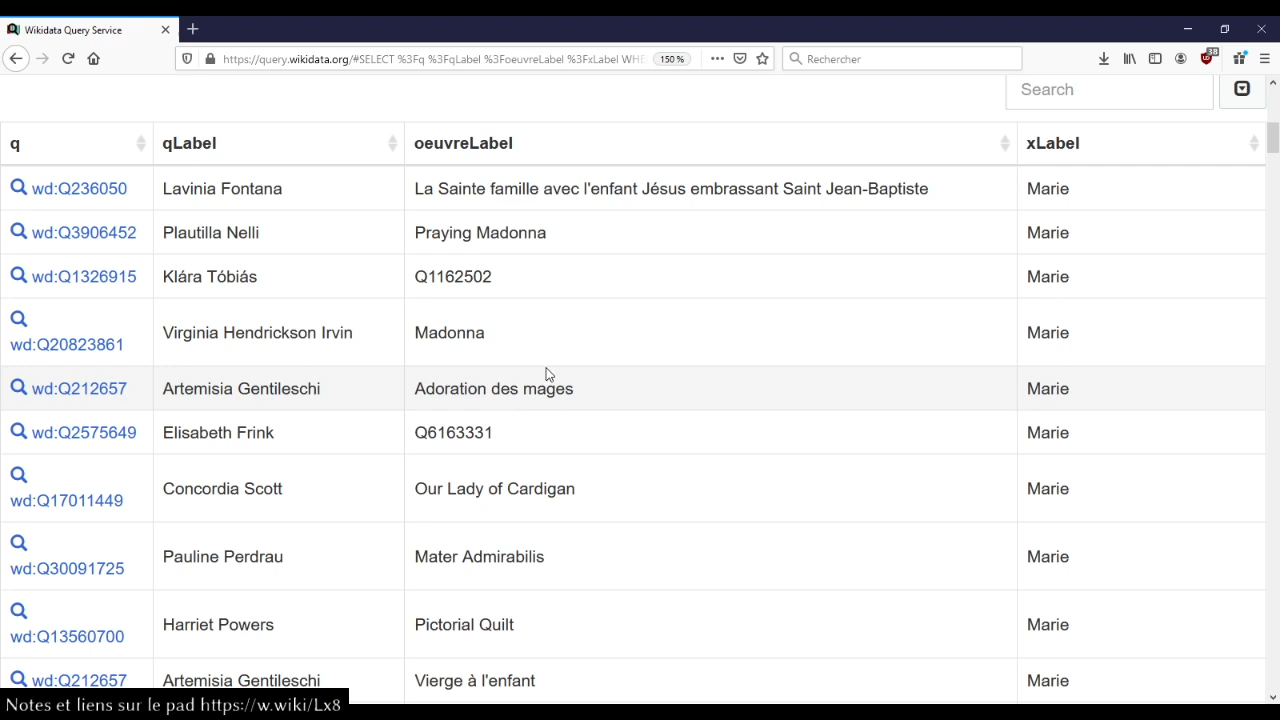 Wikidata Query Service
https://query.wikidata.org/#SELECT %3Fq %3FqLabel %3FoeuvreLabel %3FxLabel WHE
150 %
Rechercher
38
Search
q qLabel oeuvreLabel xLabel
wd:Q236050 Lavinia Fontana La Sainte famille avec l'enfant Jésus embrassant Saint Jean-Baptiste Marie
wd:Q3906452 Plautilla Nelli Praying Madonna Marie
wd:Q1326915 Klára Tóbiás Q1162502 Marie
wd:Q20823861 Virginia Hendrickson Irvin Madonna Marie
wd:Q212657 Artemisia Gentileschi Adoration des mages Marie
wd:Q2575649 Elisabeth Frink Q6163331 Marie
wd:Q17011449 Concordia Scott Our Lady of Cardigan Marie
wd:Q30091725 Pauline Perdrau Mater Admirabilis Marie
wd:Q13560700 Harriet Powers Pictorial Quilt Marie
wd:Q212657 Artemisia Gentileschi Vierge à l'enfant Marie
Notes et liens sur le pad https://w.wiki/Lx8